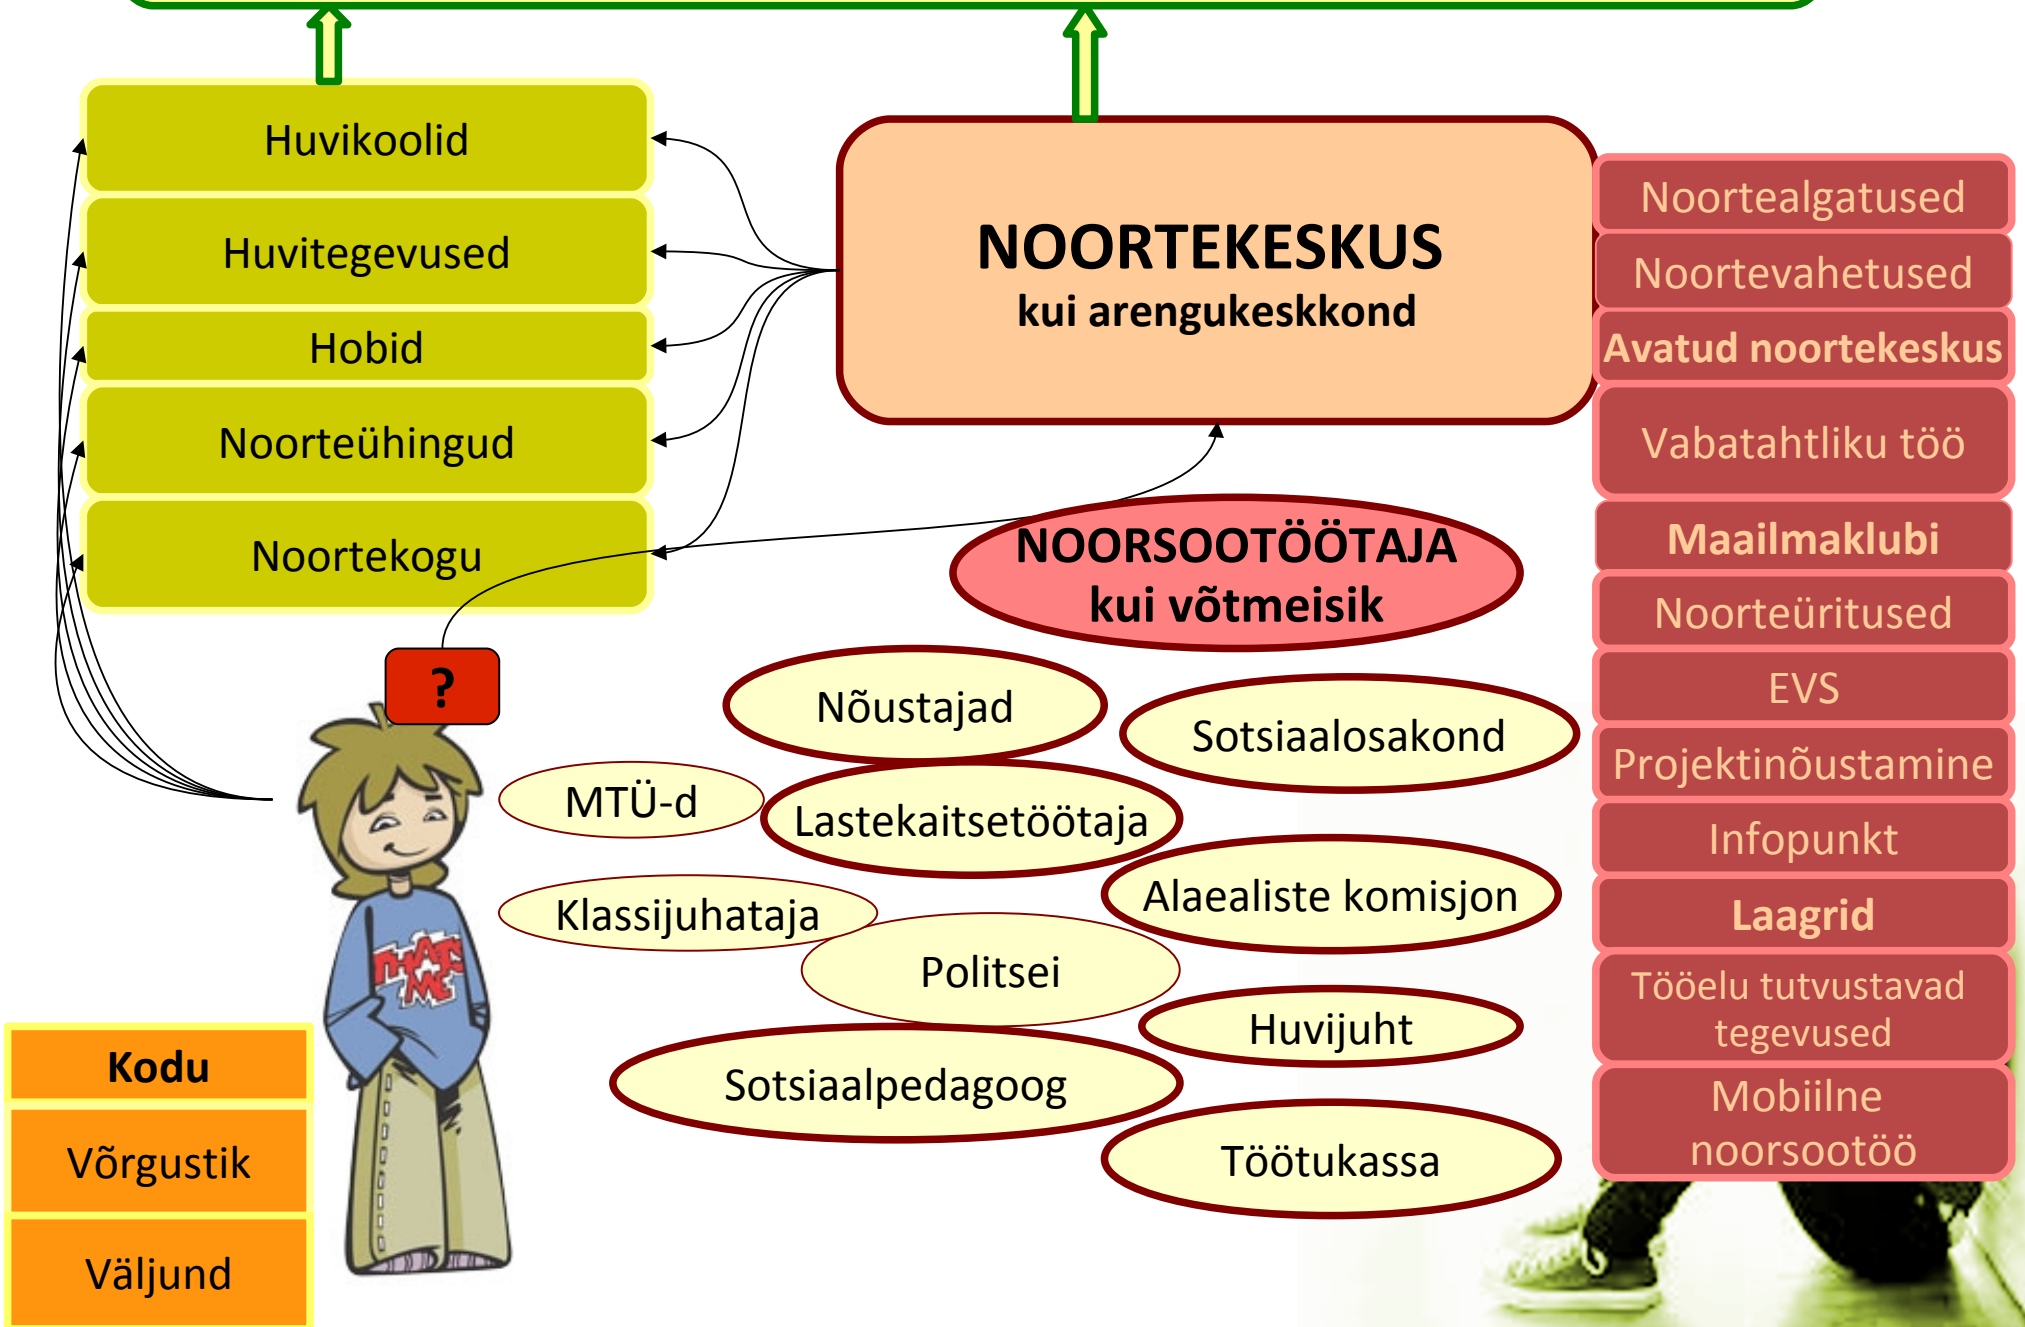 Huvikoolid
Huvitegevused
Hobid
Noorteühingud
Noortekogu
NOORTEKESKUS
kui arengukeskkond
Noortealgatused
Noortevahetused
Avatud noortekeskus
Vabatahtliku töö
Maailmaklubi
Noorteüritused
EVS
Projektinõustamine
Infopunkt
Laagrid
Tööelu tutvustavad
tegevused
Mobiilne
noorsootöö
NOORSOOTÖÖTAJA
kui võtmeisik
?
Nõustajad
Sotsiaalosakond
MTÜ-d
Lastekaitsetöötaja
Alaealiste komisjon
Klassijuhataja
Politsei
Huvijuht
Sotsiaalpedagoog
Töötukassa
THATS
ME
Kodu
Võrgustik
Väljund